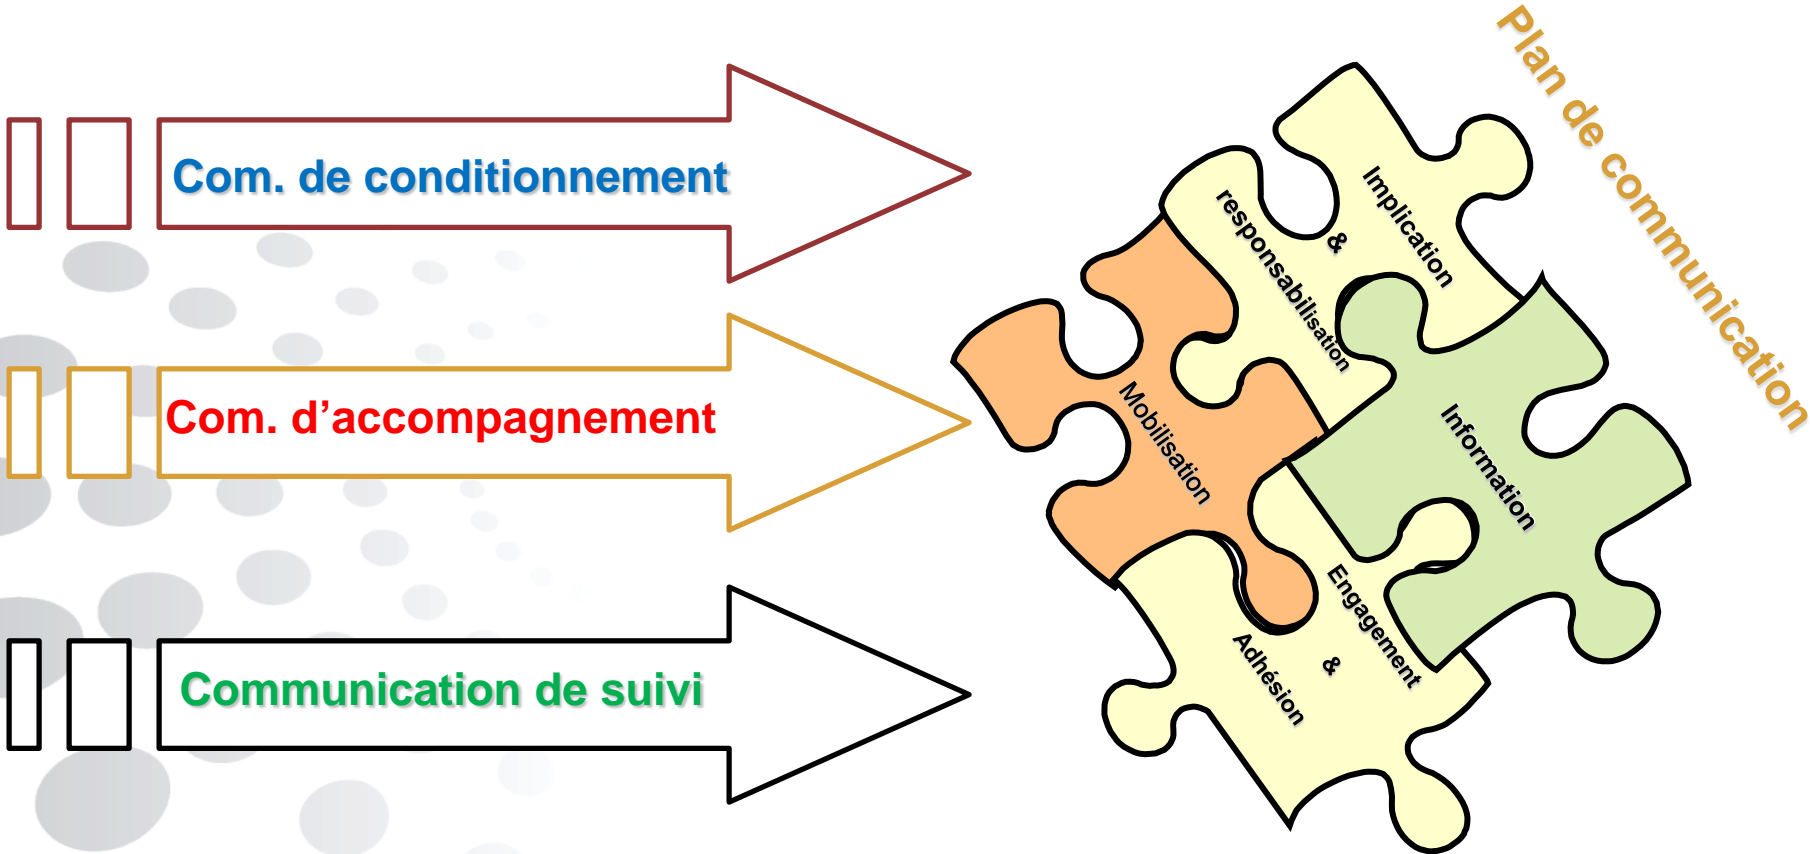 Plan de communication
Com. de conditionnement
Com. d’accompagnement
Communication de suivi
Implication
&
responsabilisation
Mobilisation
Information
Engagement
&
Adhésion